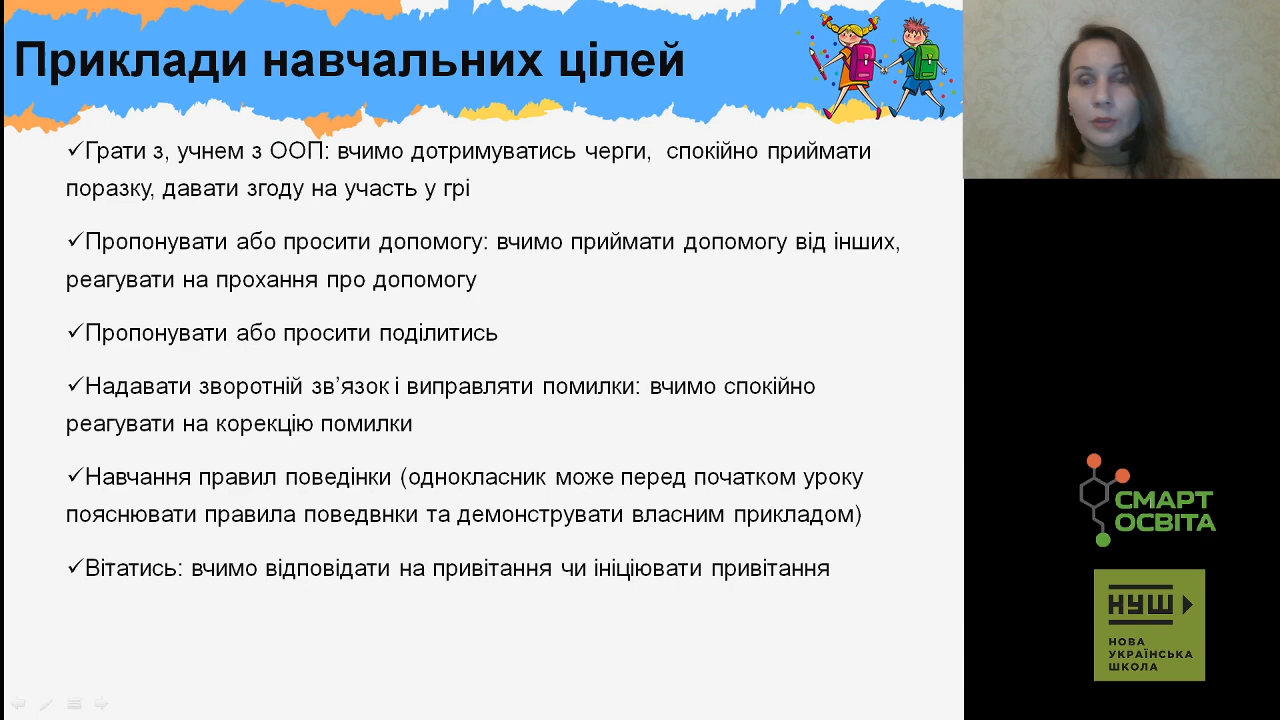 Приклади навчальних цілей
✓Грати з, учнем з ООП: вчимо дотримуватись черги, спокійно приймати
поразку, давати згоду на участь у грі
✓Пропонувати або просити допомогу: вчимо приймати допомогу від інших,
реагувати на прохання про допомогу
✓Пропонувати або просити поділитись
✓Надавати зворотній зв’язок і виправляти помилки: вчимо спокійно
реагувати на корекцію помилки
✓Навчання правил поведінки (однокласник може перед початком уроку
пояснювати правила поведвнки та демонструвати власним прикладом)
✓Вітатись: вчимо відповідати на привітання чи ініціювати привітання
СМАРТ
ОСВІТА
НУШ
НОВА
УКРАЇНСЬКА
ШКОЛА